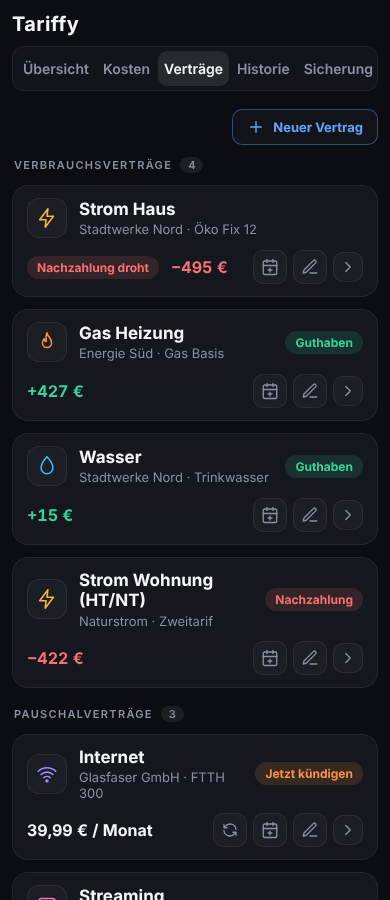 Tariffy
Übersicht Kosten Verträge Historie Sicherung
Neuer Vertrag
VERBRAUCHSVERTRÄGE 4
Strom Haus
Stadtwerke Nord · Öko Fix 12
Nachzahlung droht −495 €
Gas Heizung
Energie Süd · Gas Basis
Guthaben
+427 €
Wasser
Stadtwerke Nord · Trinkwasser
Guthaben
+15 €
Strom Wohnung
(HT/NT)
Naturstrom · Zweitarif
Nachzahlung
−422 €
PAUSCHALVERTRÄGE 3
Internet
Glasfaser GmbH · FTTH
300
Jetzt kündigen
39,99 € / Monat
Streaming